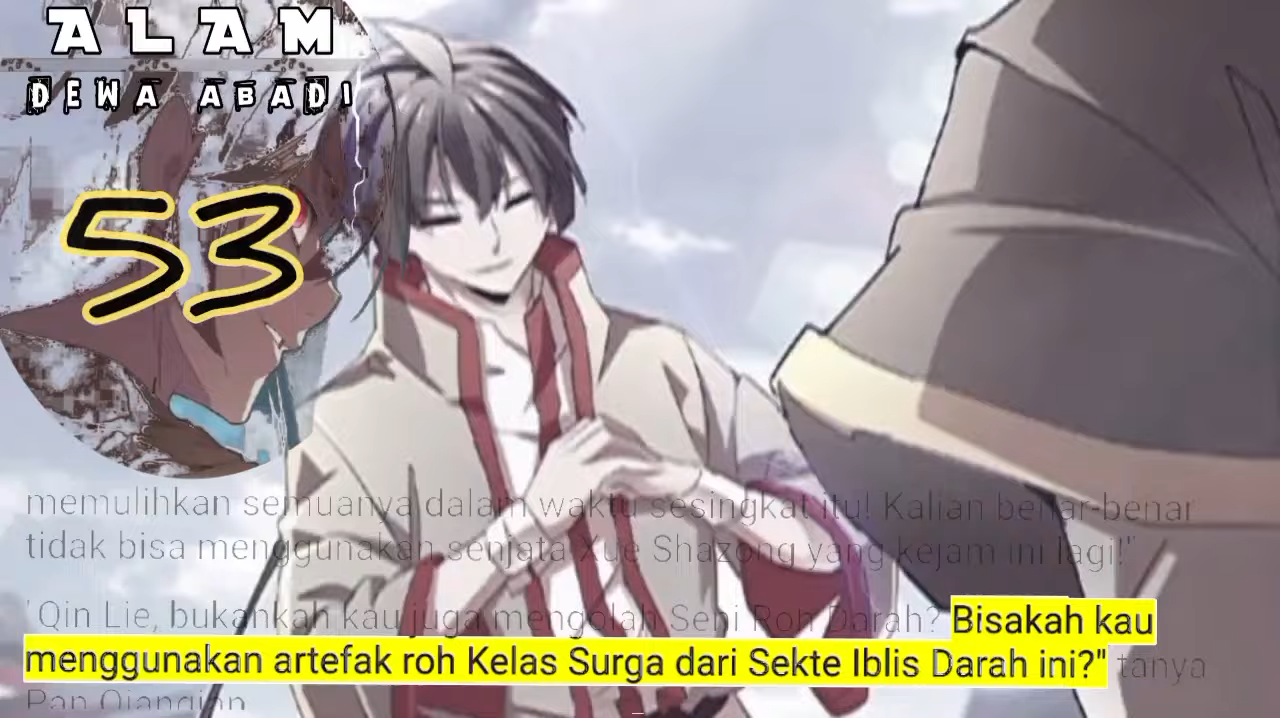 ALAM
DEWA ABADI
53
memulihkan semuanya dalam waktu sesingkat itu! Kalian benar-benar
tidak bisa menggunakan senjata Xue Shazong yang kejam ini lagi!"
"Qin Lie, bukankah kau juga mengolah Seni Roh Darah? Bisakah kau
menggunakan artefak roh Kelas Surga dari Sekte Iblis Darah ini?" tanya
Pan Qianqian